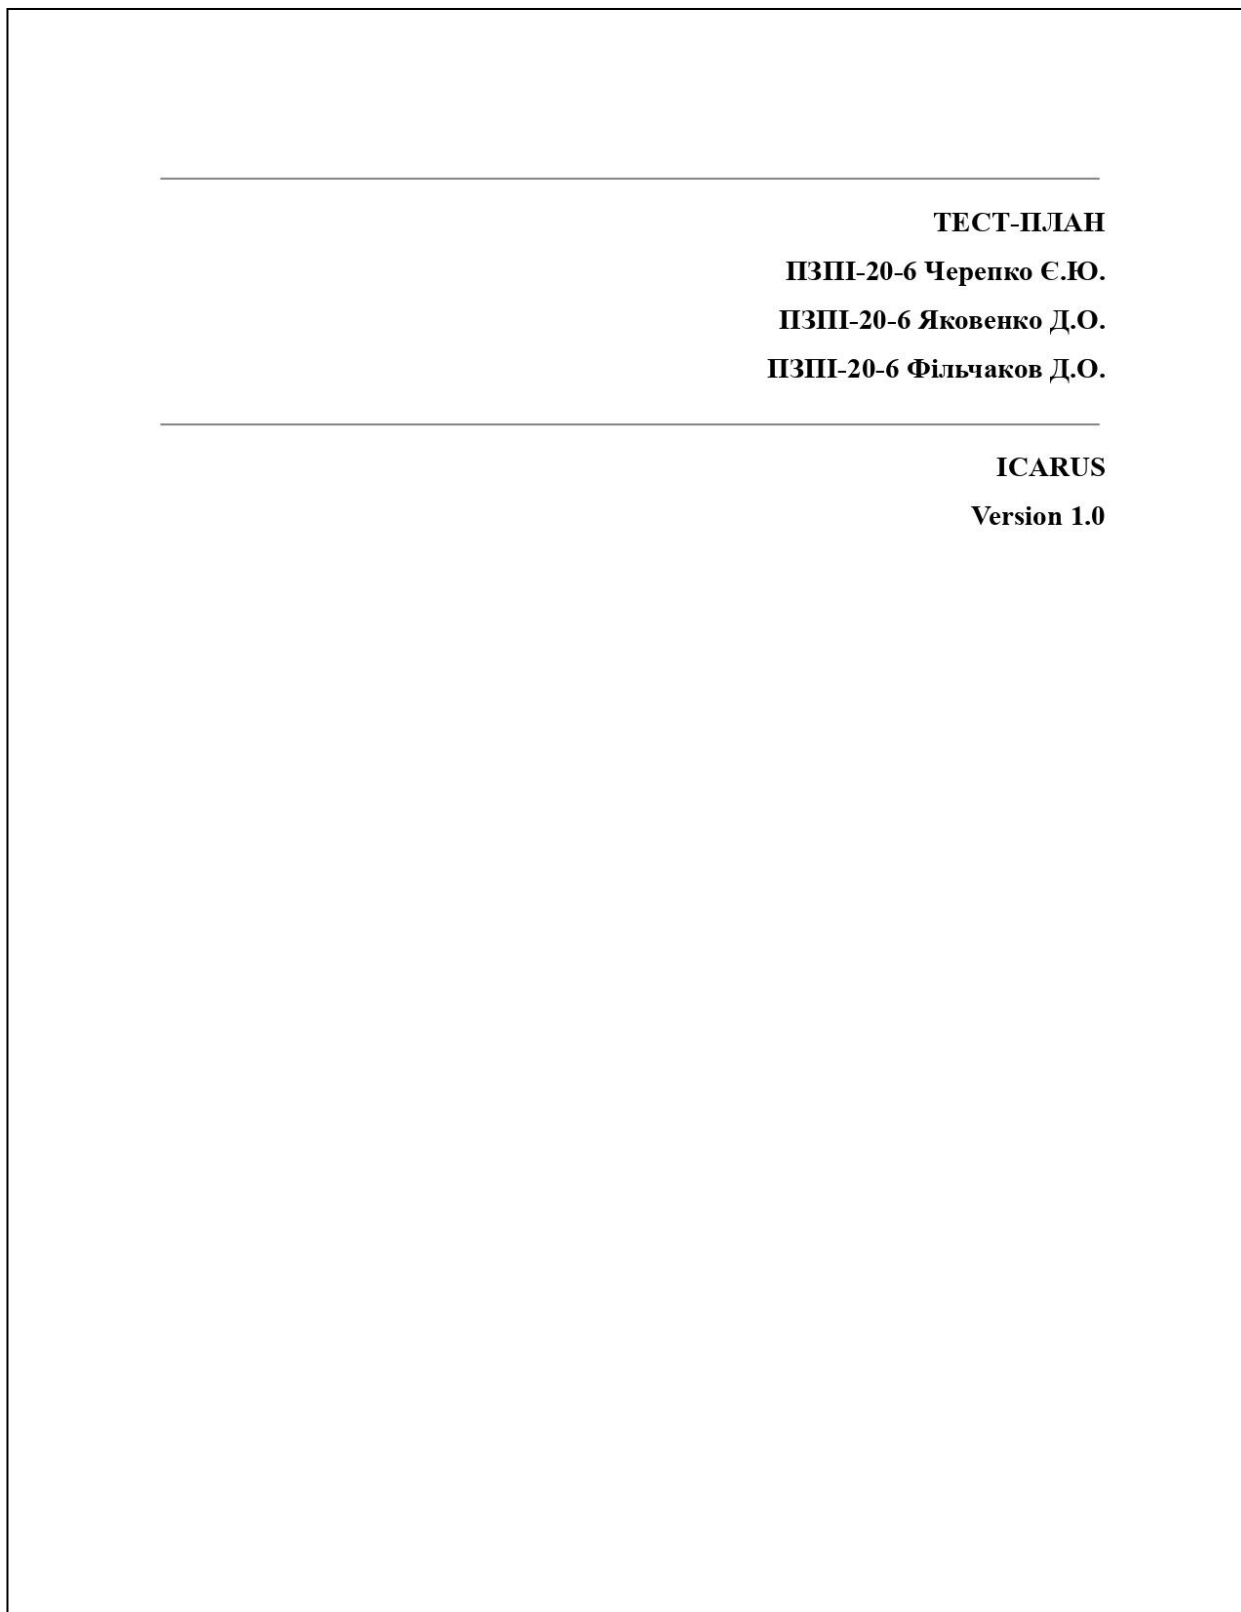 ТЕСТ-ПЛАН
ПЗПІ-20-6 Черепко Є.Ю.
ПЗПІ-20-6 Яковенко Д.О.
ПЗПІ-20-6 Фільчаков Д.О.
ICARUS
Version 1.0